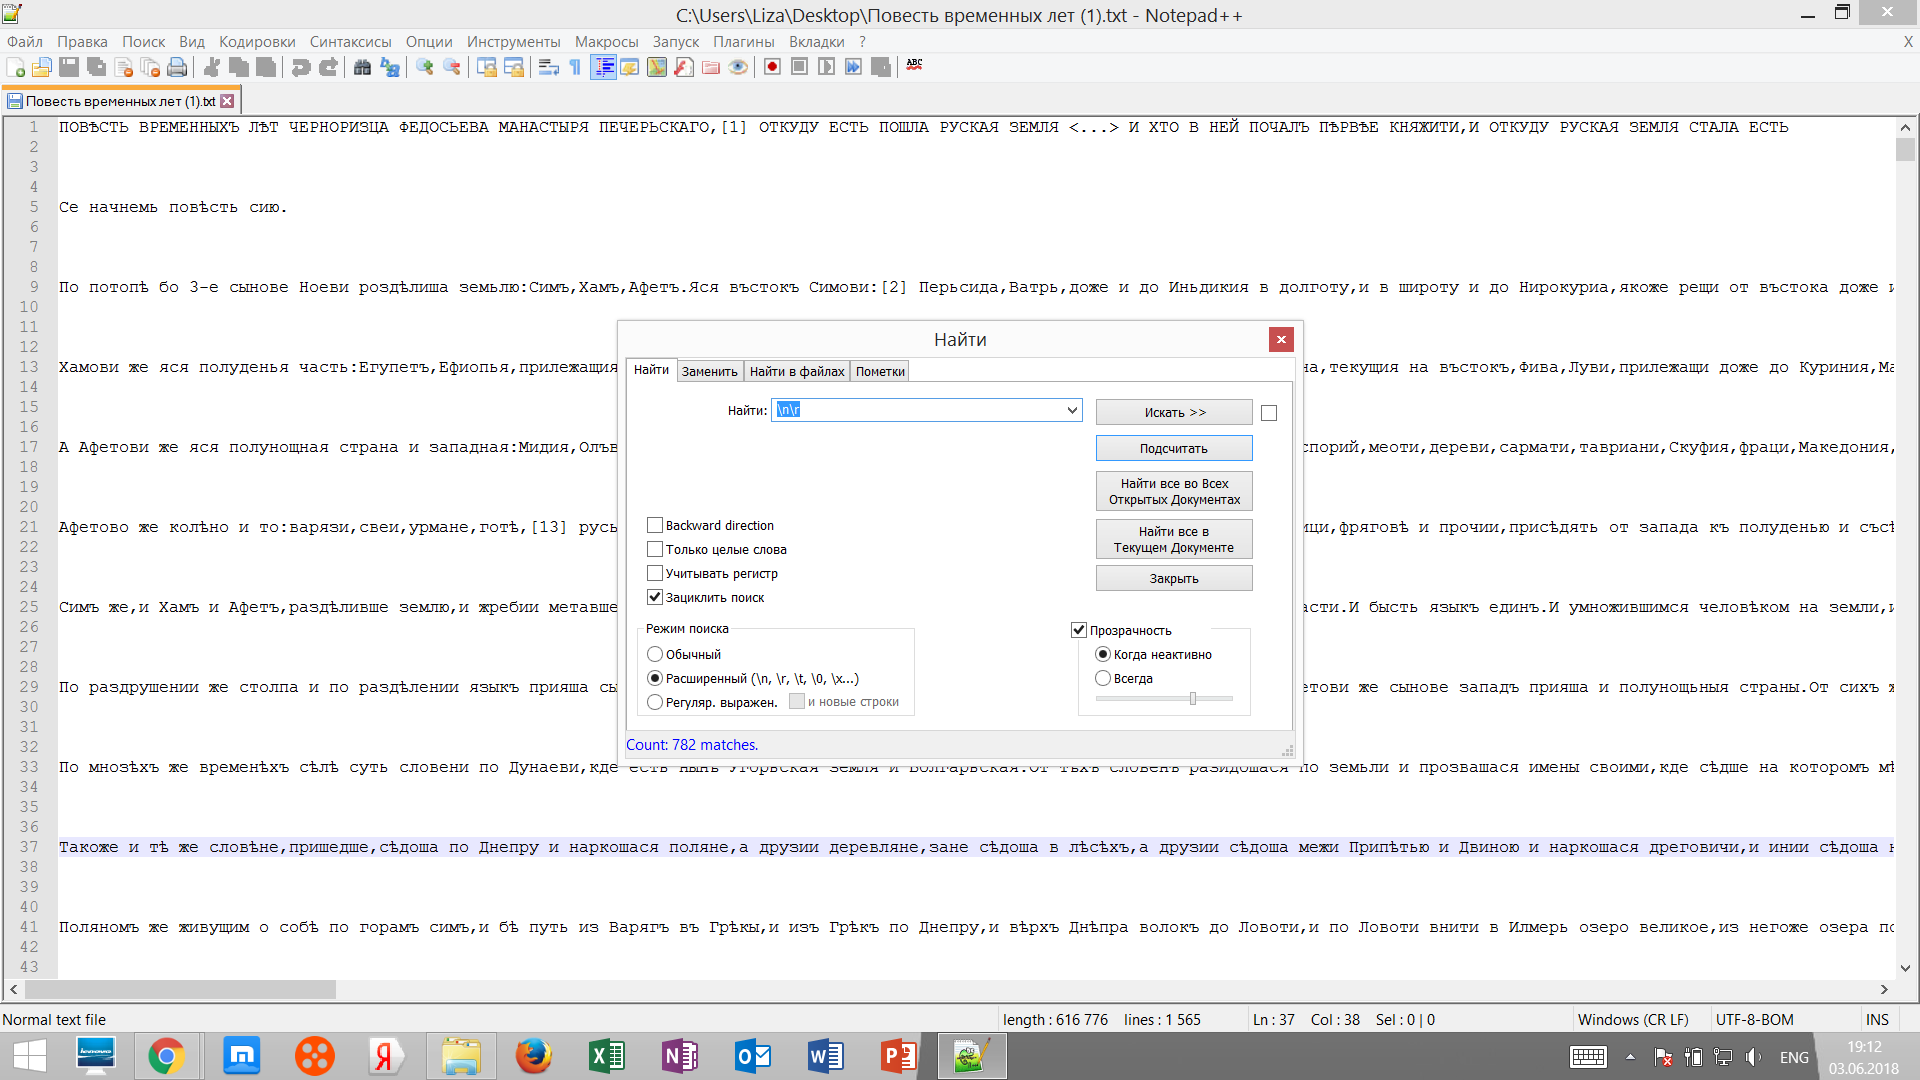 C:\Users\Liza\Desktop\Повесть временных лет (1).txt - Notepad++
Файл Правка Поиск Вид Кодировки Синтаксисы Опции Инструменты Макросы Запуск Плагины Вкладки ? X
ABC
Повесть временных лет (1).txt
1 ПОВѢСТЬ ВРЕМЕННЫХЪ ЛѢТ ЧЕРНОРИЗЦА ФЕДОСЬЕВА МАНАСТЫРЯ ПЕЧЕРЬСКАГО,[1] ОТКУДУ ЕСТЬ ПОШЛА РУСКАЯ ЗЕМЛЯ <...> И ХТО В НЕЙ ПОЧАЛЪ ПѢРВѢЕ КНЯЖИТИ,И ОТКУДУ РУСКАЯ ЗЕМЛЯ СТАЛА ЕСТЬ
2
3
4
5 Се начнемь повѣсть сию.
6
7
8
9 По потопѣ бо 3-е сынове Ноеви роздѣлиша земьлю:Симъ,Хамъ,Афетъ.Яся въстокъ Симови:[2] Перьсида,Ватрь,доже и до Иньдикия в долготу,и в широту и до Нирокуриа,якоже рещи от въстока доже и
10
11
12
13 Хамови же яся полуденья часть:Егупетъ,Ефиопья,прилежащия на,текущия на въстокъ,Фива,Луви,прилежащи доже до Куриния,Ма
14
15
16
17 А Афетови же яся полунощная страна и западная:Мидия,Олъв спорий,меоти,дереви,сармати,тавриани,Скуфия,фраци,Македония,
18
19
20
21 Афетово же колѣно и то:варязи,свеи,урмане,готѣ,[13] русь ици,фряговѣ и прочии,присѣдять от запада къ полуденью и съсѣ
22
23
24
25 Симъ же,и Хамъ и Афетъ,раздѣливше землю,и жребии метавше асти.И бысть языкъ единъ.И умножившимся человѣком на земли,и
26
27
28
29 По раздрушении же столпа и по раздѣлении языкъ прияша сы етови же сынове западъ прияша и полунощьныя страны.От сихъ ж
30
31
32
33 По мнозѣхъ же временѣхъ сѣлѣ суть словени по Дунаеви,кде есть нынѣ Угорьская земля и Болгарьская.От тѣхъ словенъ разидошася по земьли и прозвашася имены своими,кде сѣдше на которомъ мѣ
34
35
36
37 Такоже и тѣ же словѣне,пришедше,сѣдоша по Днепру и наркошася поляне,а друзии деревляне,зане сѣдоша в лѣсѣхъ,а друзии сѣдоша межи Припѣтью и Двиною и наркошася дреговичи,и инии сѣдоша н
38
39
40
41 Поляномъ же живущим о собѣ по горамъ симъ,и бѣ путь из Варягъ въ Грѣкы,и изъ Грѣкъ по Днепру,и вѣрхъ Днѣпра волокъ до Ловоти,и по Ловоти внити в Илмерь озеро великое,из негоже озера по
42
43
Найти
Найти Заменить Найти в файлах Пометки
Найти: \n\r
Искать >>
Подсчитать
Найти все во Всех
Открытых Документах
Найти все в
Текущем Документе
Закрыть
Backward direction
Только целые слова
Учитывать регистр
Зациклить поиск
Режим поиска
Обычный
Расширенный (\n, \r, \t, \0, \x...)
Регуляр. выражен. и новые строки
Прозрачность
Когда неактивно
Всегда
Count: 782 matches.
Normal text file length : 616 776 lines : 1 565 Ln : 37 Col : 38 Sel : 0 | 0 Windows (CR LF) UTF-8-BOM INS
ENG
19:12
03.06.2018